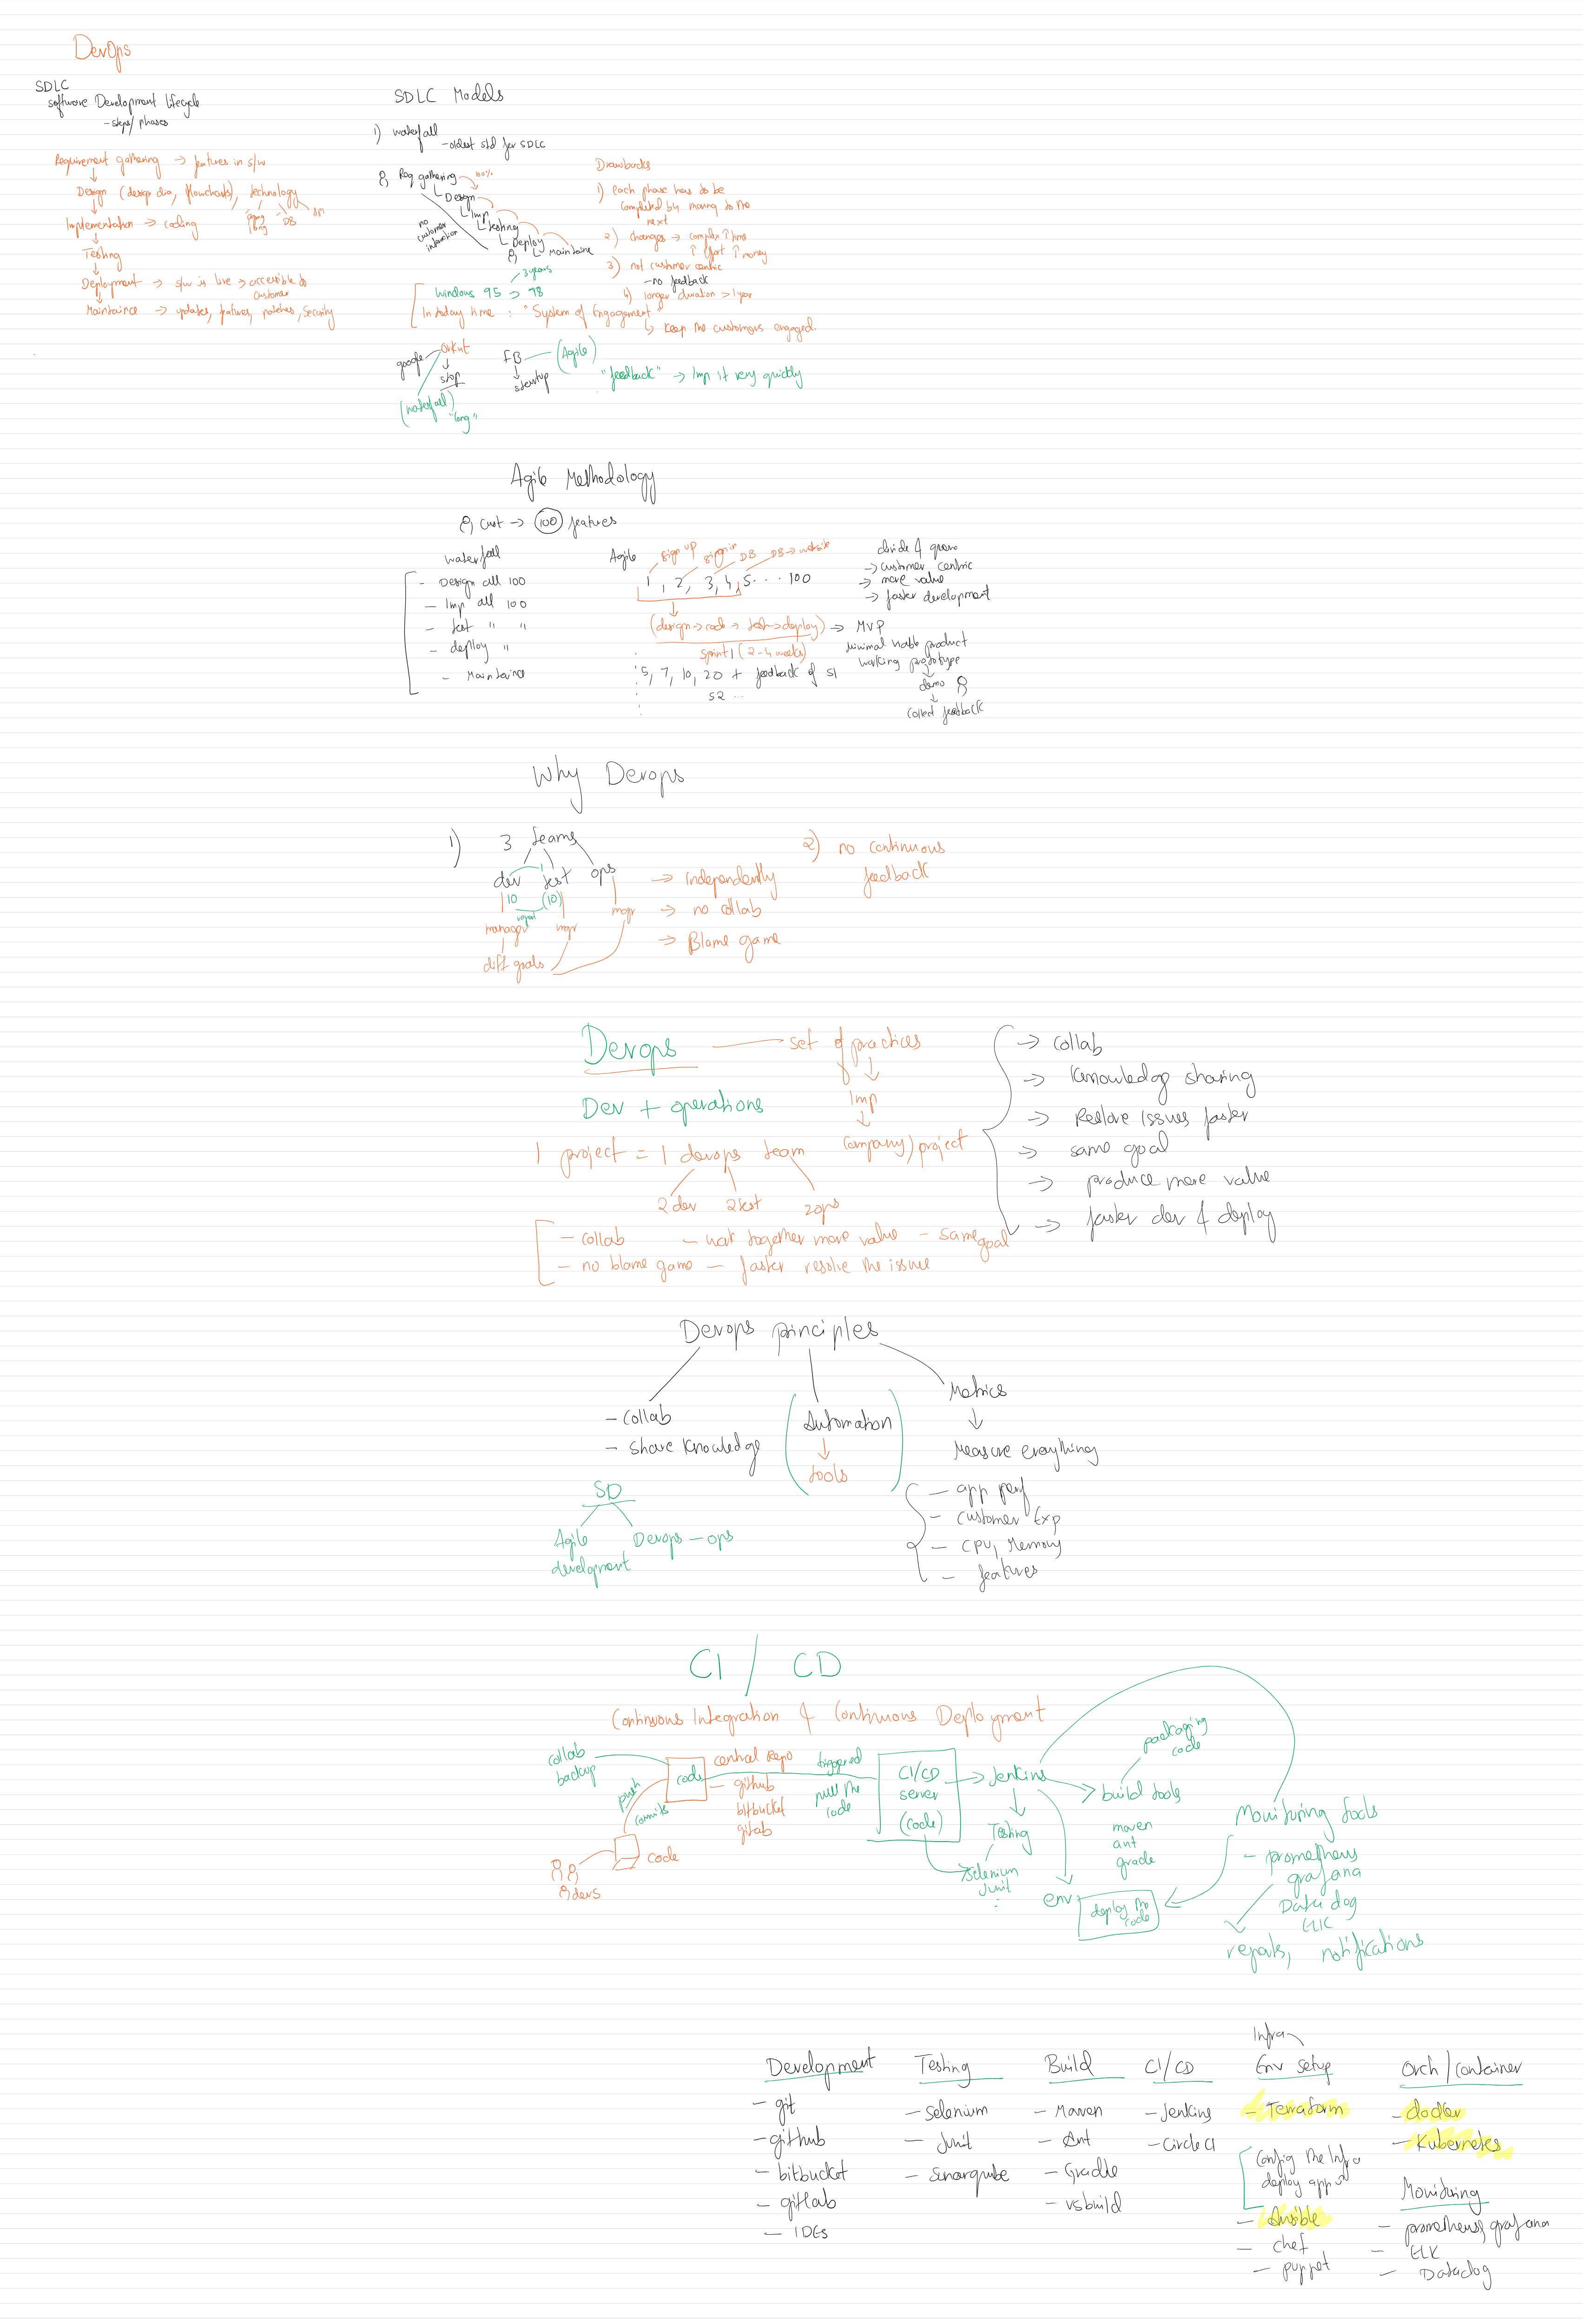 DevOps
SDLC
software Development lifecycle
- steps/phases
Requirement gathering → features in s/w
Design (design dia, flowcharts), technology
prog lang DB API
Implementation → coding
Testing
Deployment → s/w is live → accessible to
customer
Maintaince → updates, features, patches, security
SDLC Models
1) waterfall
- oldest std for SDLC
Req gathering 100%
Design
Imp
testing
Deploy
Maintaince
no customer interaction
Drawbacks
1) each phase has to be
completed by moving to the
next
2) changes → complex ↑ time
↑ effort ↑ money
3) not customer centric
- no feedback
4) longer duration > 1 year
3 years
windows 95 → 98
In today time : "System of Engagement"
↳ keep the customers engaged.
google Orkut
stop
(waterfall)
"long"
FB (Agile)
startup
"feedback" → Imp it very quickly
Agile Methodology
cust → 100 features
waterfall
- Design all 100
- Imp all 100
- test " "
- deploy "
- Maintaince
Agile sign up sign in DB DB → website
1, 2, 3, 4, 5 . . . 100
(design → code → test → deploy) → MVP
sprint 1 (2-4 weeks)
5, 7, 10, 20 + feedback of S1
S2 ...
divide & grow
→ customer centric
→ more value
→ faster development
minimal viable product
working prototype
demo
collect feedback
Why Devops
1) 3 teams
dev test ops
10 (10)
manager mgr mgr
diff goals
→ independently
→ no collab
→ Blame game
2) no continuous
feedback
Devops set of practices
Dev + operations
Imp
company/project
1 project = 1 devops team
2 dev 2 test 2 ops
- collab - work together more value - same goal
- no blame game - faster resolve the issue
→ collab
→ knowledge sharing
→ Resolve issues faster
→ same goal
→ produce more value
→ faster dev & deploy
Devops principles
- collab
- share knowledge
Automation
tools
Metrics
Measure everything
- app perf
- customer Exp
- CPU, Memory
- features
SD
Agile Devops - ops
development
CI / CD
Continuous Integration & Continuous Deployment
collab
backup
code
central Repo
- github
bitbucket
gitlab
push
commits
code
devs
triggered
pull the
code
CI/CD
server
(code)
Jenkins
Testing
selenium
Junit
packaging
code
build tools
maven
ant
gradle
env
deploy the
code
Monitoring tools
- prometheus
grafana
Data dog
ELK
reports, notifications
Development
- git
- github
- bitbucket
- gitlab
- IDEs
Testing
- selenium
- Junit
- Sonarqube
Build
- Maven
- Ant
- Gradle
- vsbuild
CI/CD
- Jenkins
- Circle CI
Infra
Env setup
- Terraform
Config the Infra
deploy apps
- Ansible
- chef
- puppet
Orch/container
- docker
- Kubernetes
Monitoring
- prometheus, grafana
- ELK
- Datadog